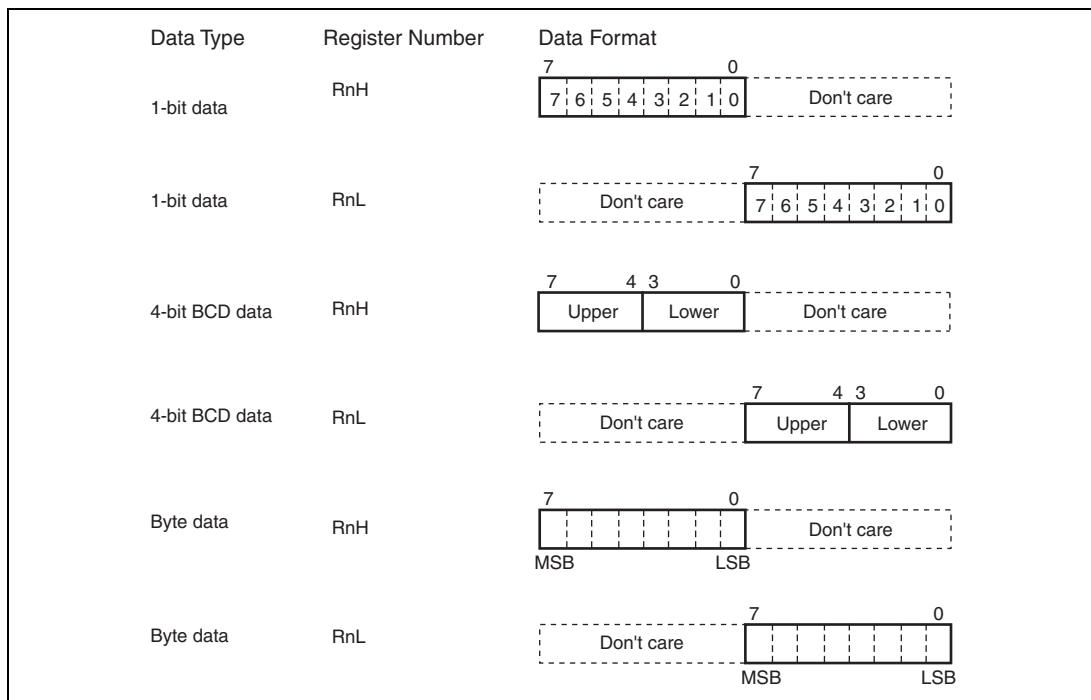 Data Type Register Number Data Format
7 0
1-bit data RnH 7 6 5 4 3 2 1 0 Don't care
7 0
1-bit data RnL Don't care 7 6 5 4 3 2 1 0
7 4 3 0
4-bit BCD data RnH Upper Lower Don't care
7 4 3 0
4-bit BCD data RnL Don't care Upper Lower
7 0
Byte data RnH Don't care
MSB LSB
7 0
Byte data RnL Don't care
MSB LSB